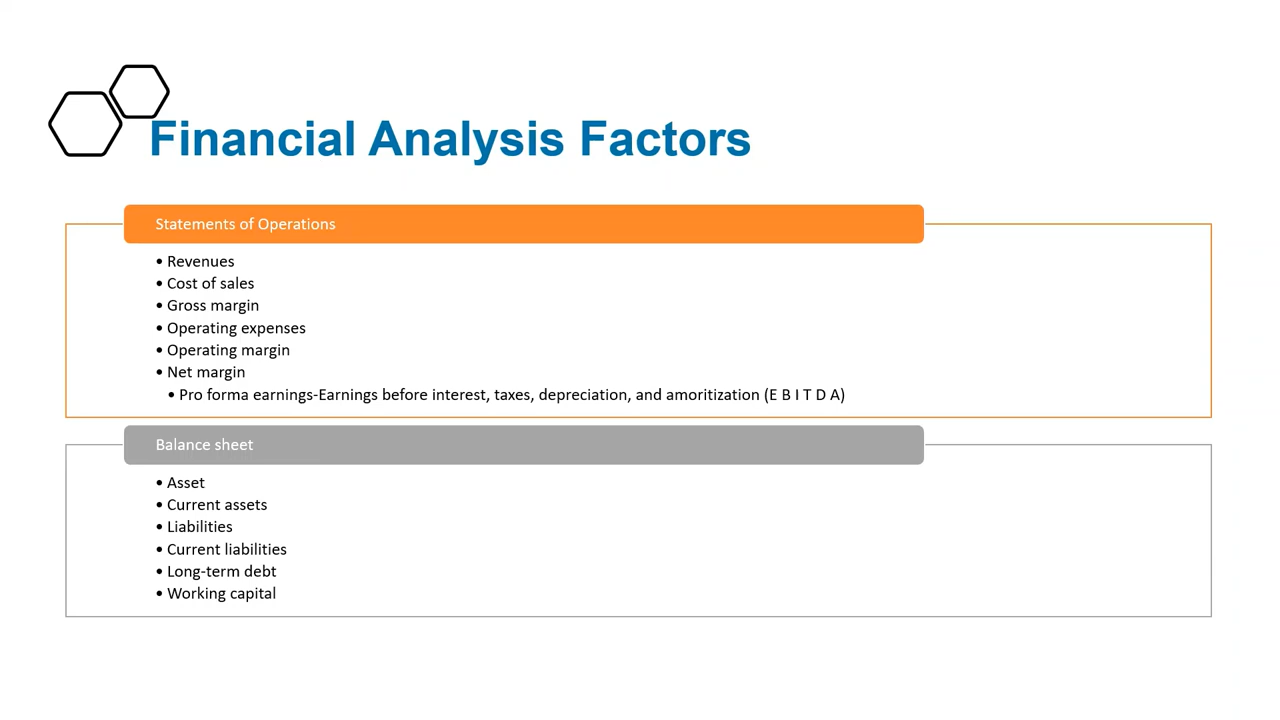 Financial Analysis Factors
Statements of Operations
• Revenues
• Cost of sales
• Gross margin
• Operating expenses
• Operating margin
• Net margin
• Pro forma earnings-Earnings before interest, taxes, depreciation, and amoritization (E B I T D A)
Balance sheet
• Asset
• Current assets
• Liabilities
• Current liabilities
• Long-term debt
• Working capital